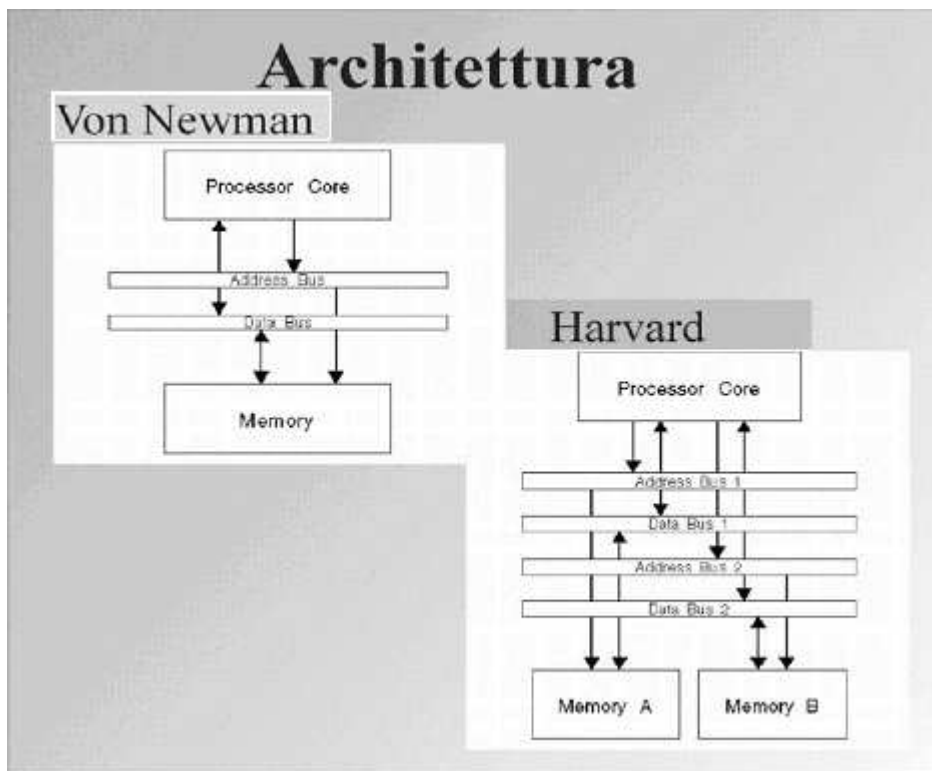 Architettura
Von Newman
Processor Core
Address Bus
Data Bus
Memory
Harvard
Processor Core
Address Bus 1
Data Bus 1
Address Bus 2
Data Bus 2
Memory A
Memory B